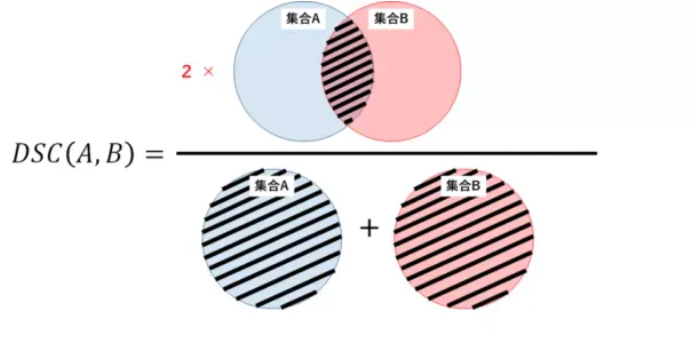 集合A 集合B
2 ×
DSC(A, B) =
集合A + 集合B